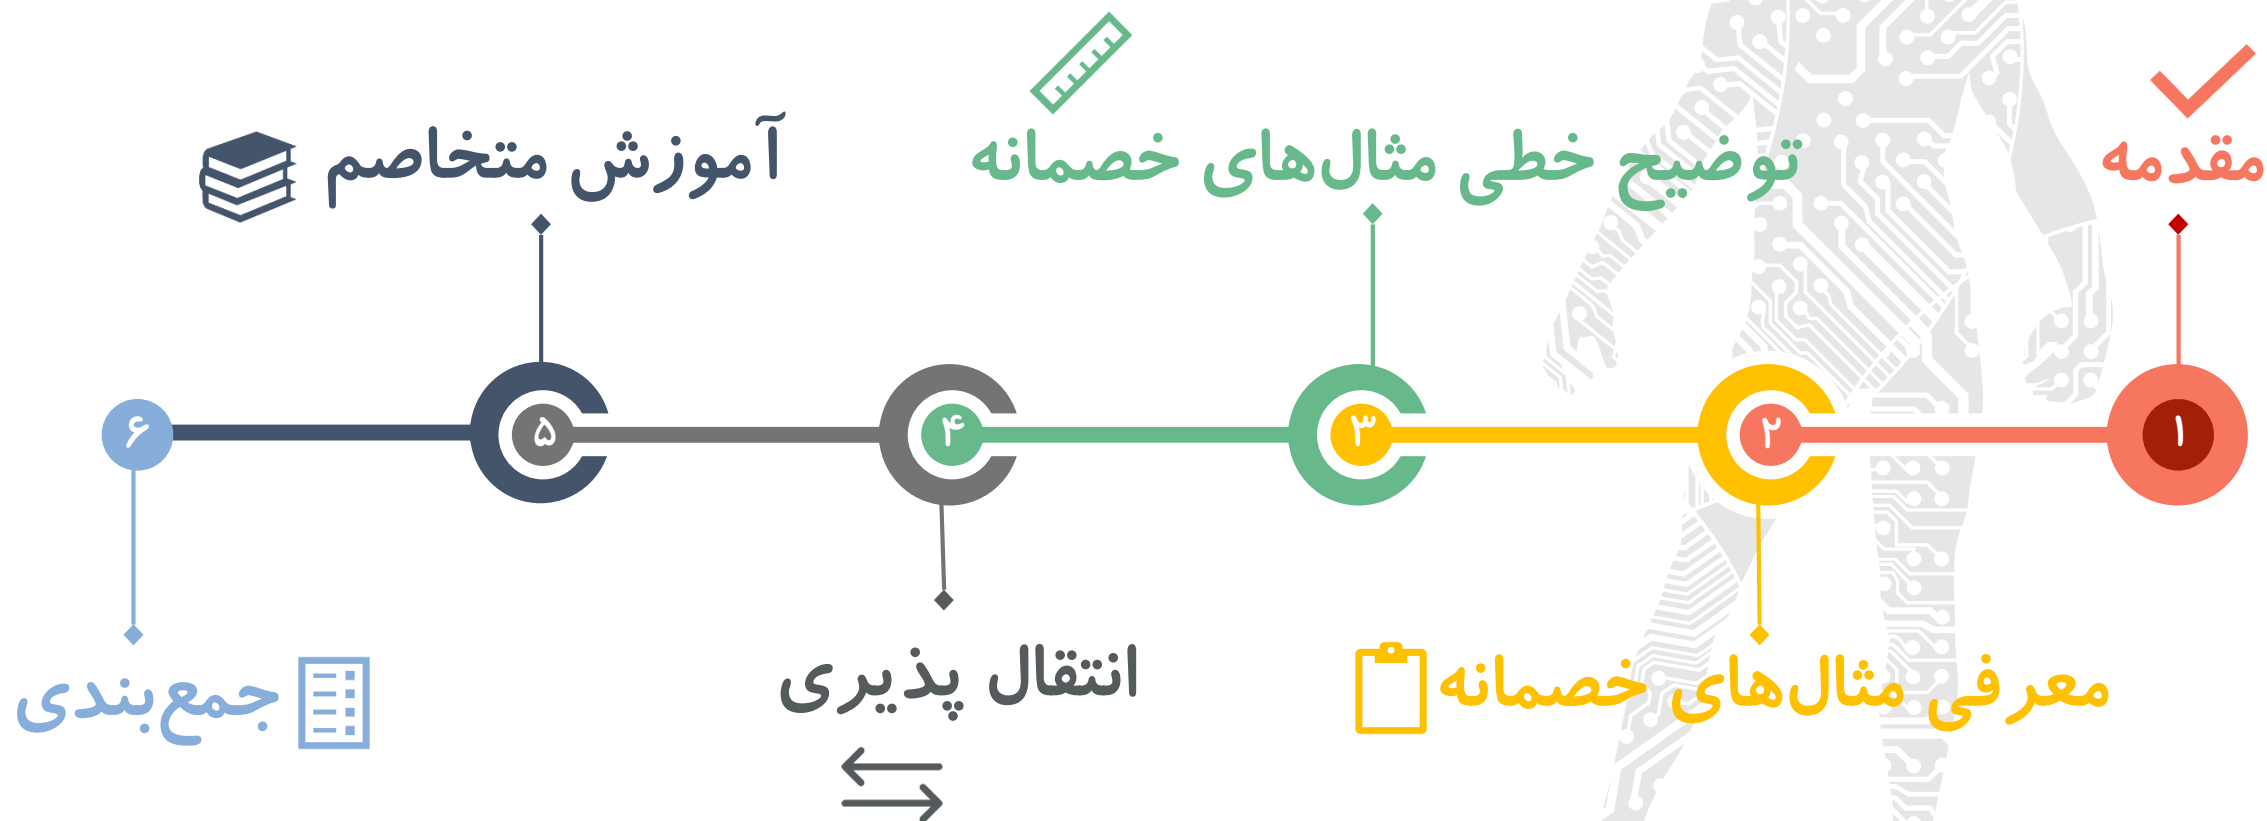 مقدمه
۱
معرفی مثال‌های خصمانه
۲
توضیح خطی مثال‌های خصمانه
۳
انتقال پذیری
۴
آموزش متخاصم
۵
جمع‌بندی
۶